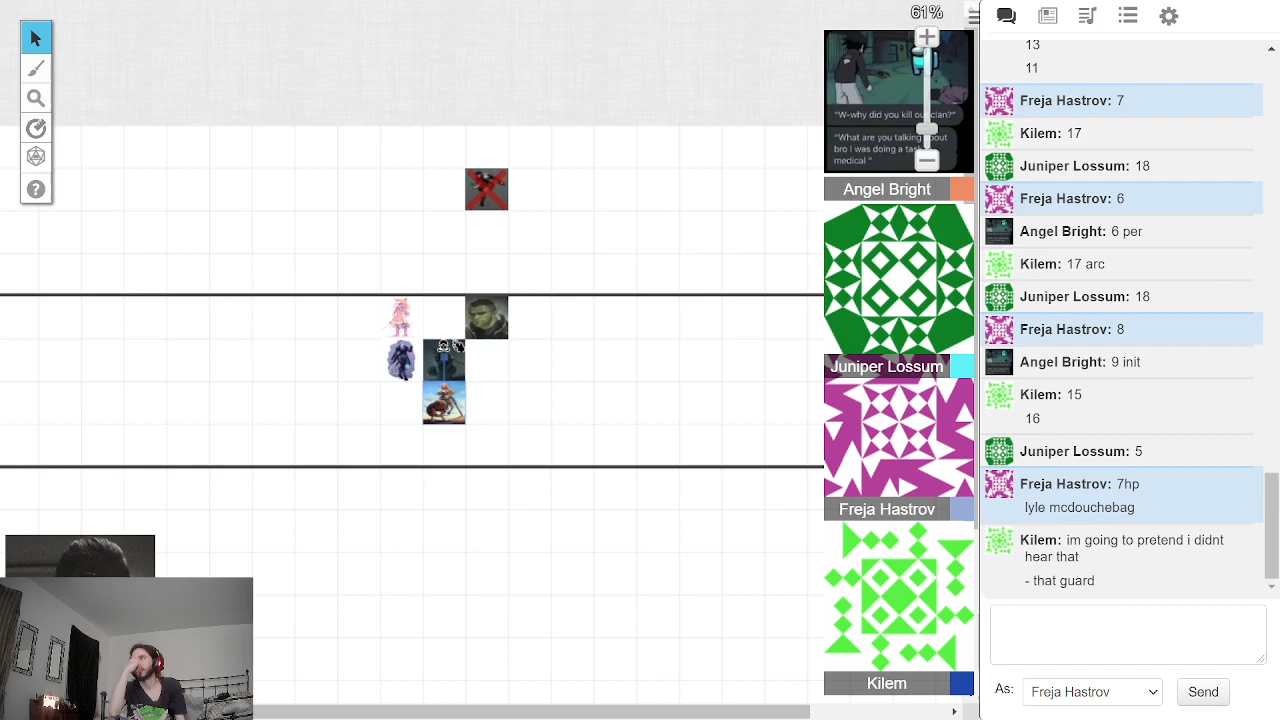 61%
"W-why did you kill our clan?"
"What are you talking about
bro I was doing a task
medical "
Angel Bright
Juniper Lossum
Freja Hastrov
Kilem
13
11
Freja Hastrov: 7
Kilem: 17
Juniper Lossum: 18
Freja Hastrov: 6
Angel Bright: 6 per
Kilem: 17 arc
Juniper Lossum: 18
Freja Hastrov: 8
Angel Bright: 9 init
Kilem: 15
16
Juniper Lossum: 5
Freja Hastrov: 7hp
lyle mcdouchebag
Kilem: im going to pretend i didnt
hear that
- that guard
As:
Freja Hastrov
Send